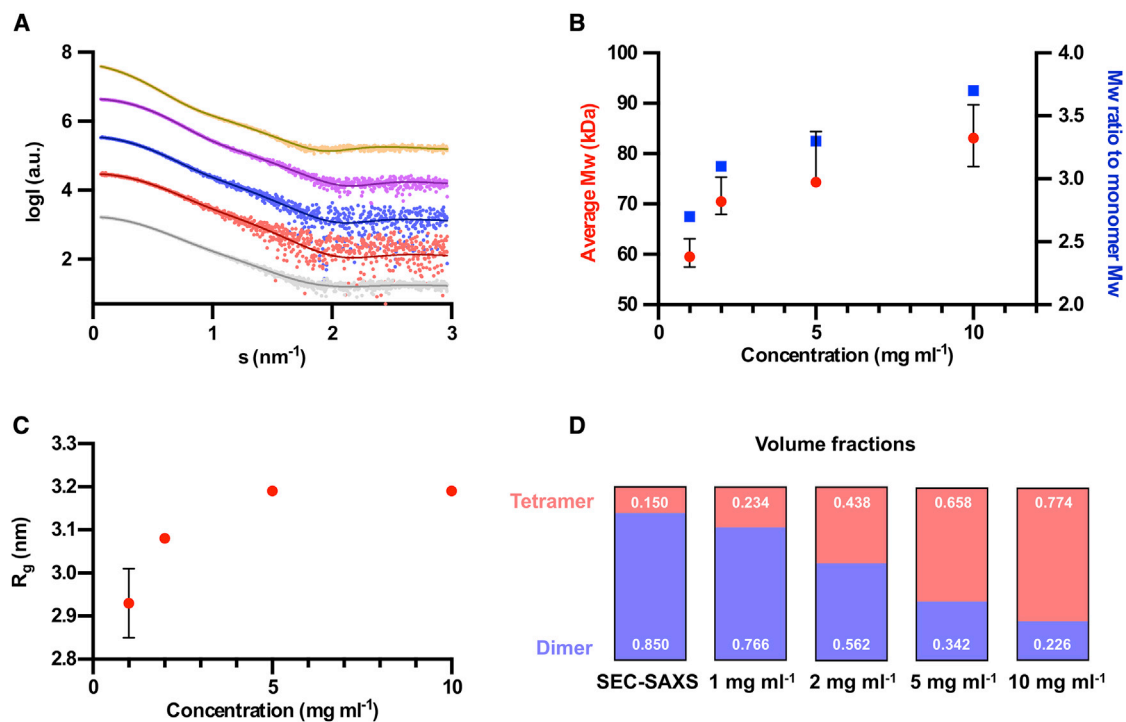 A
8
6
4
2
logI (a.u.)
0
1
2
3
s (nm⁻¹)
B
100
90
80
70
60
50
Average Mw (kDa)
4.0
3.5
3.0
2.5
2.0
Mw ratio to monomer Mw
0
5
10
Concentration (mg ml⁻¹)
C
3.3
3.2
3.1
3.0
2.9
2.8
Rg (nm)
0
5
10
Concentration (mg ml⁻¹)
D
Volume fractions
Tetramer
0.150
0.234
0.438
0.658
0.774
Dimer
0.850
0.766
0.562
0.342
0.226
SEC-SAXS
1 mg ml⁻¹
2 mg ml⁻¹
5 mg ml⁻¹
10 mg ml⁻¹